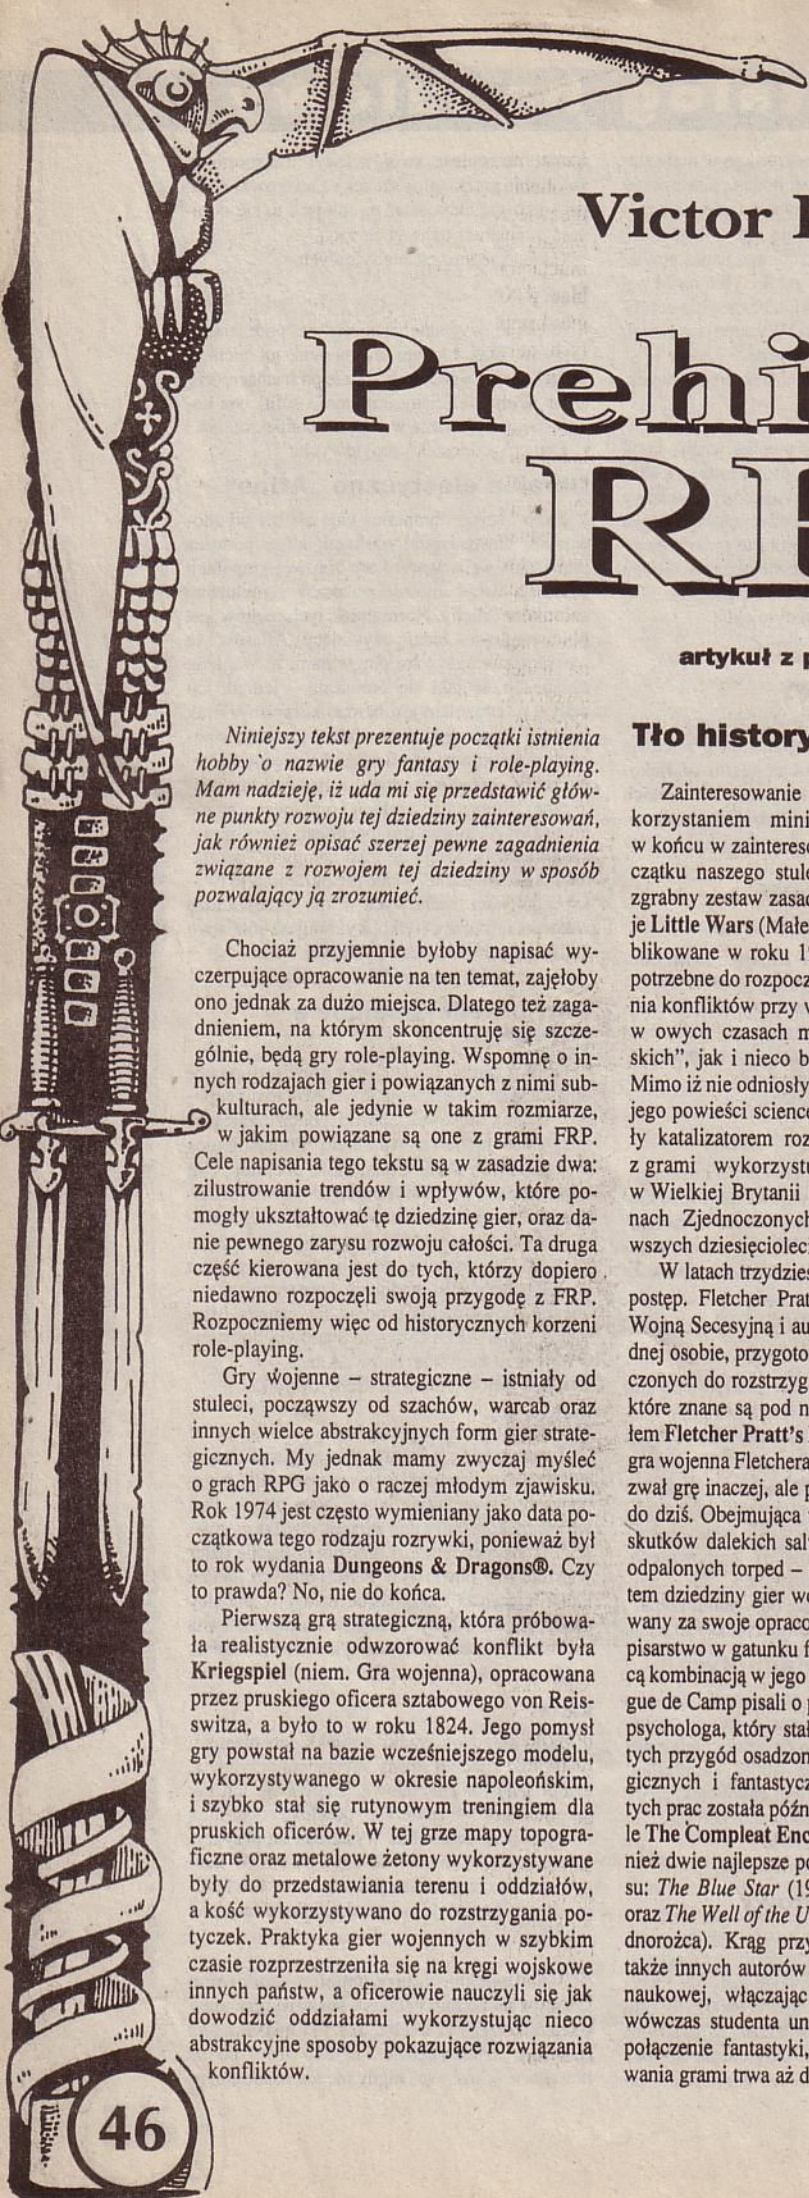 Victor
Prehi
artykuł z
Niniejszy tekst prezentuje początki istnienia
hobby o nazwie gry fantasy i role-playing.
Mam nadzieję, iż uda mi się przedstawić głów-
ne punkty rozwoju tej dziedziny zainteresowań,
jak również opisać szerzej pewne zagadnienia
związane z rozwojem tej dziedziny w sposób
pozwalający ją zrozumieć.
Chociaż przyjemnie byłoby napisać wy-
czerpujące opracowanie na ten temat, zajęłoby
ono jednak za dużo miejsca. Dlatego też zaga-
dnieniem, na którym skoncentruję się szcze-
gólnie, będą gry role-playing. Wspomnę o in-
nych rodzajach gier i powiązanych z nimi sub-
kulturach, ale jedynie w takim rozmiarze,
w jakim powiązane są one z grami FRP.
Cele napisania tego tekstu są w zasadzie dwa:
zilustrowanie trendów i wpływów, które po-
mogły ukształtować tę dziedzinę gier, oraz da-
nie pewnego zarysu rozwoju całości. Ta druga
część kierowana jest do tych, którzy dopiero
niedawno rozpoczęli swoją przygodę z FRP.
Rozpoczniemy więc od historycznych korzeni
role-playing.
Gry wojenne – strategiczne – istniały od
stuleci, począwszy od szachów, warcab oraz
innych wielce abstrakcyjnych form gier strate-
gicznych. My jednak mamy zwyczaj myśleć
o grach RPG jako o raczej młodym zjawisku.
Rok 1974 jest często wymieniany jako data po-
czątkowa tego rodzaju rozrywki, ponieważ był
to rok wydania Dungeons & Dragons®. Czy
to prawda? No, nie do końca.
Pierwszą grą strategiczną, która próbowa-
ła realistycznie odwzorować konflikt była
Kriegspiel (niem. Gra wojenna), opracowana
przez pruskiego oficera sztabowego von Reis-
switza, a było to w roku 1824. Jego pomysł
gry powstał na bazie wcześniejszego modelu,
wykorzystywanego w okresie napoleońskim,
i szybko stał się rutynowym treningiem dla
pruskich oficerów. W tej grze mapy topogra-
ficzne oraz metalowe żetony wykorzystywane
były do przedstawiania terenu i oddziałów,
a kość wykorzystywano do rozstrzygania po-
tyczek. Praktyka gier wojennych w szybkim
czasie rozprzestrzeniła się na kręgi wojskowe
innych państw, a oficerowie nauczyli się jak
dowodzić oddziałami wykorzystując nieco
abstrakcyjne sposoby pokazujące rozwiązania
konfliktów.
Tło history
Zainteresowanie
korzystaniem mini
w końcu w zaintereso
czątku naszego stule
zgrabny zestaw zasad
je Little Wars (Małe
blikowane w roku 1
potrzebne do rozpocz
nia konfliktów przy
w owych czasach m
skich", jak i nieco b
Mimo iż nie odniosły
jego powieści science
ły katalizatorem roz
z grami wykorzystu
w Wielkiej Brytanii
nach Zjednoczonych
wszych dziesięcioleci
W latach trzydzies
postęp. Fletcher Prat
Wojną Secesyjną i au
dnej osobie, przygoto
czonych do rozstrzyg
które znane są pod n
łem Fletcher Pratt's
gra wojenna Fletchera
zwał grę inaczej, ale p
do dziś. Obejmująca
skutków dalekich sal
odpalonych torped –
tem dziedziny gier wo
wany za swoje opraco
pisarstwo w gatunku f
cą kombinacją w jego
gue de Camp pisali o
psychologa, który stał
tych przygód osadzon
gicznych i fantastycz
tych prac została późn
le The Compleat Enc
nież dwie najlepsze po
su: The Blue Star (19
oraz The Well of the U
dnorożca). Krąg przy
także innych autorów
naukowej, włączając
wówczas studenta un
połączenie fantastyki,
wania grami trwa aż d
46